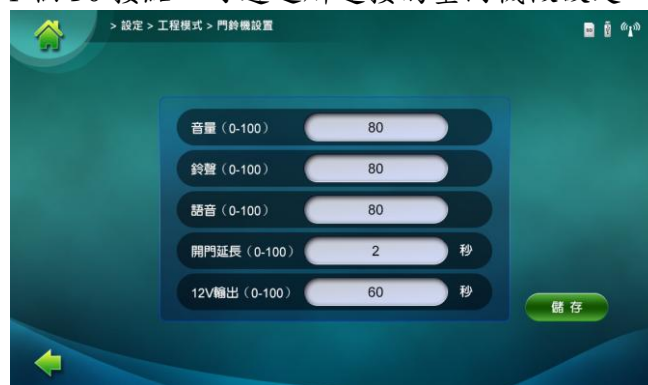 > 設定 > 工程模式 > 門鈴機設置
音量（0-100） 80
鈴聲（0-100） 80
語音（0-100） 80
開門延長（0-100） 2 秒
12V輸出（0-100） 60 秒
儲存